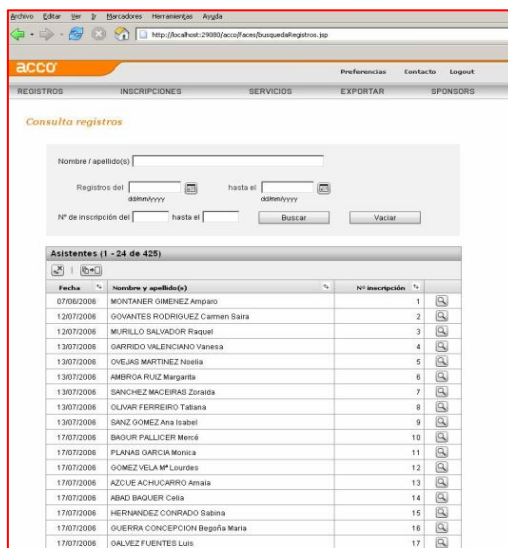 Archivo Editar Ver Ir Marcadores Herramientas Ayuda
http://localhost:29080/acco/faces/busquedaRegistros.jsp
acco
Preferencias Contacto Logout
REGISTROS INSCRIPCIONES SERVICIOS EXPORTAR SPONSORS
Consulta registros
Nombre / apellido(s)
Registros del hasta el
dd/mm/yyyy dd/mm/yyyy
Nº de inscripción del hasta el Buscar Vaciar
Asistentes (1 - 24 de 425)
Fecha Nombre y apellido(s) Nº inscripción
07/06/2006 MONTANER GIMENEZ Amparo 1
12/07/2006 GOVANTES RODRIGUEZ Carmen Saira 2
12/07/2006 MURILLO SALVADOR Raquel 3
13/07/2006 GARRIDO VALENCIANO Vanesa 4
13/07/2006 OVEJAS MARTINEZ Noelia 5
13/07/2006 AMBROA RUIZ Margarita 6
13/07/2006 SANCHEZ MACEIRAS Zoraida 7
13/07/2006 OLIVAR FERREIRO Tatiana 8
13/07/2006 SANZ GOMEZ Ana Isabel 9
17/07/2006 BAGUR PALLICER Mercé 10
17/07/2006 PLANAS GARCIA Monica 11
17/07/2006 GOMEZ VELA Mª Lourdes 12
17/07/2006 AZCUE ACHUCARRO Amaia 13
17/07/2006 ABAD BAQUER Celia 14
17/07/2006 HERNANDEZ CONRADO Sabina 15
17/07/2006 GUERRA CONCEPCION Begoña Maria 16
17/07/2006 GALVEZ FUENTES Luis 17